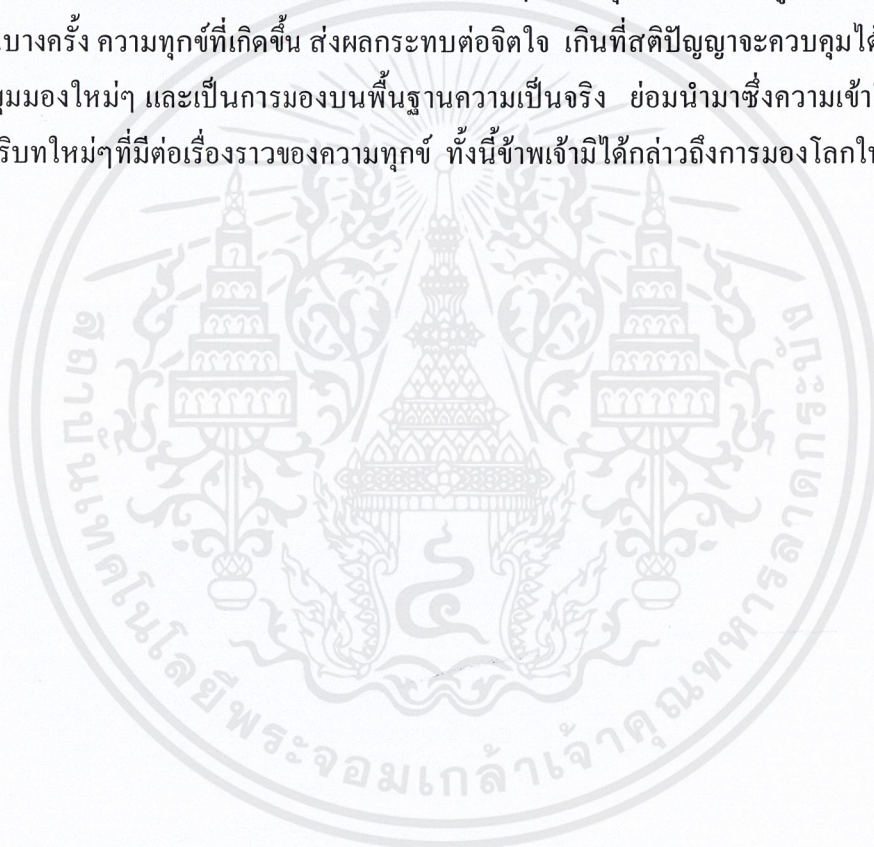 บางครั้ง ความทุกข์ที่เกิดขึ้น ส่งผลกระทบต่อจิตใจ เกินที่สติปัญญาจะควบคุมได้
มุมมองใหม่ๆ และเป็นการมองบนพื้นฐานความเป็นจริง ย่อมนำมาซึ่งความเข้า
ริบทใหม่ๆที่มีต่อเรื่องราวของความทุกข์ ทั้งนี้ข้าพเจ้ามิได้กล่าวถึงการมองโลกใ
สถาบันเทคโนโลยีพระจอมเกล้าเจ้าคุณทหารลาดกระบัง
๔